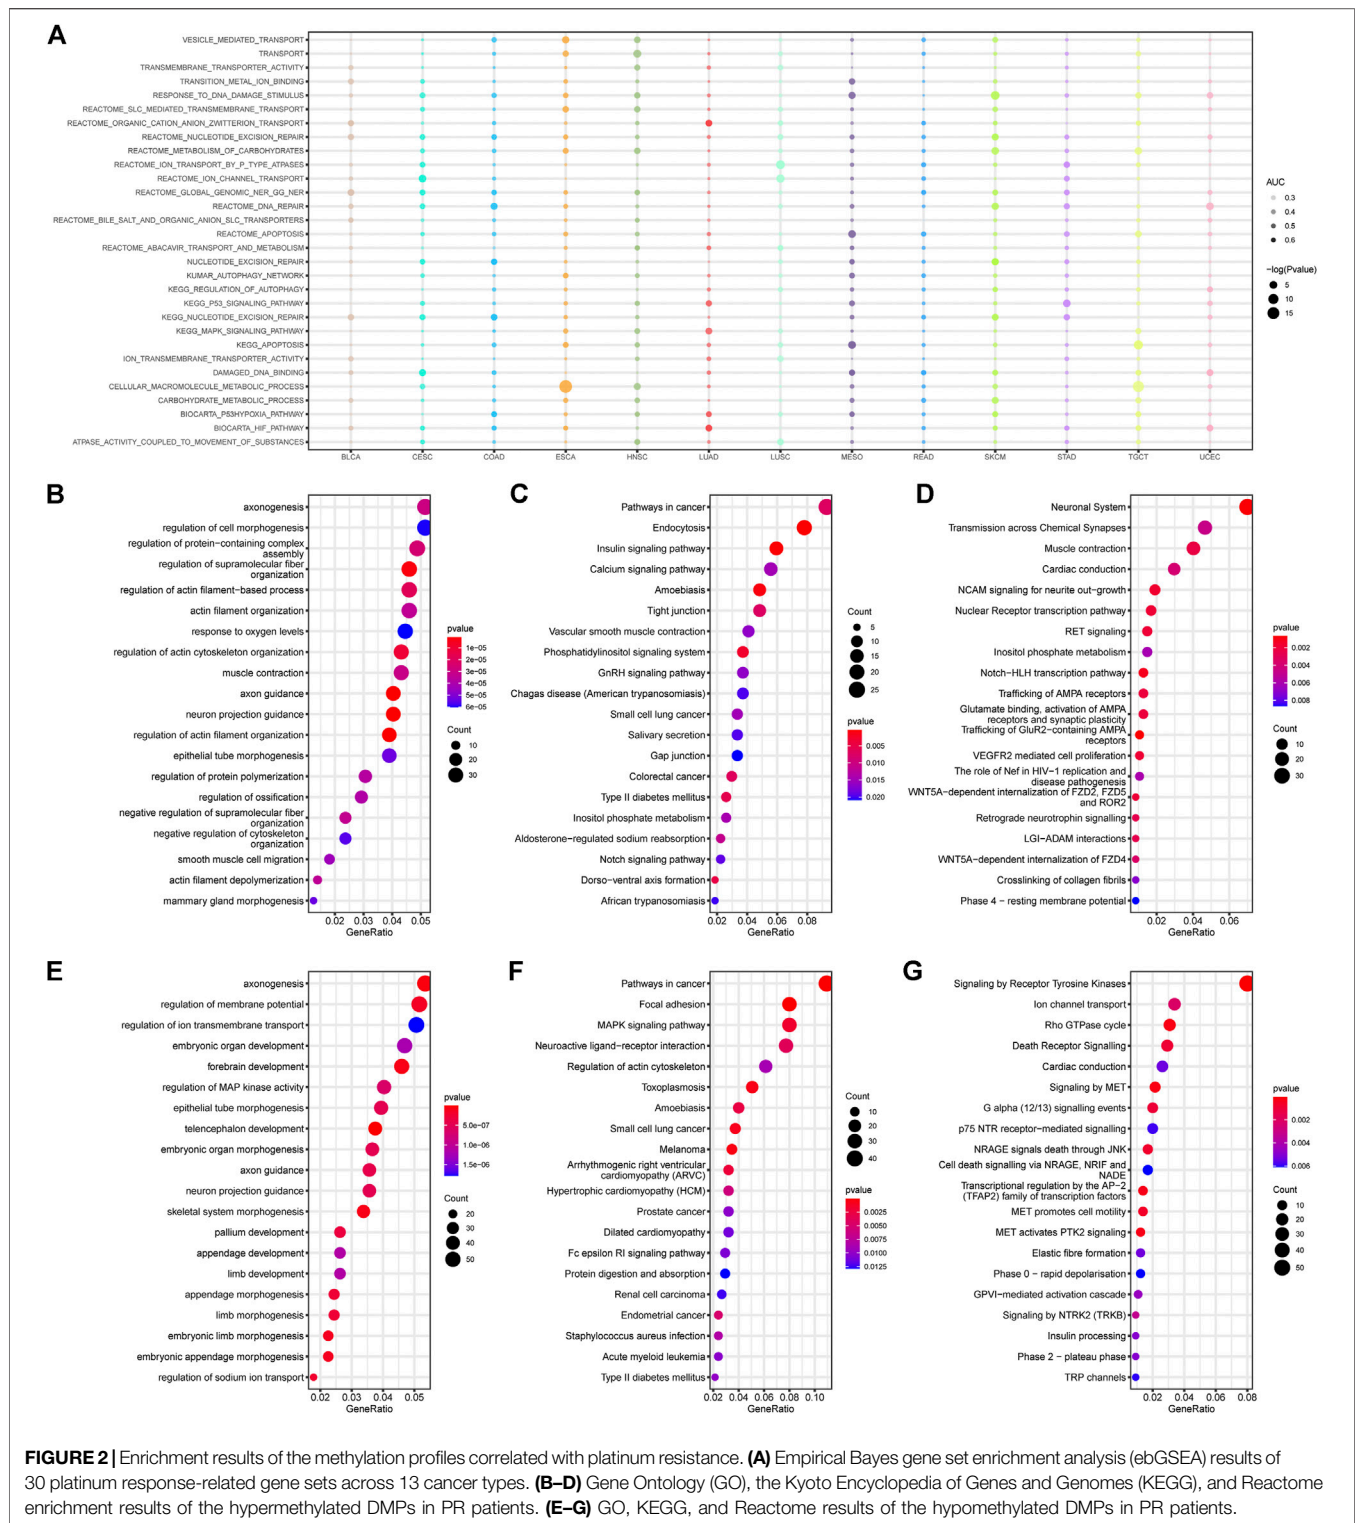 A
VESICLE_MEDIATED_TRANSPORT
TRANSPORT
TRANSMEMBRANE_TRANSPORTER_ACTIVITY
TRANSITION_METAL_ION_BINDING
RESPONSE_TO_DNA_DAMAGE_STIMULUS
REACTOME_SLC_MEDIATED_TRANSMEMBRANE_TRANSPORT
REACTOME_ORGANIC_CATION_ANION_ZWITTERION_TRANSPORT
REACTOME_NUCLEOTIDE_EXCISION_REPAIR
REACTOME_METABOLISM_OF_CARBOHYDRATES
REACTOME_ION_TRANSPORT_BY_P_TYPE_ATPASES
REACTOME_ION_CHANNEL_TRANSPORT
REACTOME_GLOBAL_GENOMIC_NER_GG_NER
REACTOME_DNA_REPAIR
REACTOME_BILE_SALT_AND_ORGANIC_ANION_SLC_TRANSPORTERS
REACTOME_APOPTOSIS
REACTOME_ABACAVIR_TRANSPORT_AND_METABOLISM
NUCLEOTIDE_EXCISION_REPAIR
KUMAR_AUTOPHAGY_NETWORK
KEGG_REGULATION_OF_AUTOPHAGY
KEGG_P53_SIGNALING_PATHWAY
KEGG_NUCLEOTIDE_EXCISION_REPAIR
KEGG_MAPK_SIGNALING_PATHWAY
KEGG_APOPTOSIS
ION_TRANSMEMBRANE_TRANSPORTER_ACTIVITY
DAMAGED_DNA_BINDING
CELLULAR_MACROMOLECULE_METABOLIC_PROCESS
CARBOHYDRATE_METABOLIC_PROCESS
BIOCARTA_P53HYPOXIA_PATHWAY
BIOCARTA_HIF_PATHWAY
ATPASE_ACTIVITY_COUPLED_TO_MOVEMENT_OF_SUBSTANCES
BLCA CESC COAD ESCA HNSC LUAD LUSC MESO READ SKCM STAD TGCT UCEC
AUC
0.3
0.4
0.5
0.6
−log(Pvalue)
5
10
15
B
axonogenesis
regulation of cell morphogenesis
regulation of protein−containing complex
assembly
regulation of supramolecular fiber
organization
regulation of actin filament−based process
actin filament organization
response to oxygen levels
regulation of actin cytoskeleton organization
muscle contraction
axon guidance
neuron projection guidance
regulation of actin filament organization
epithelial tube morphogenesis
regulation of protein polymerization
regulation of ossification
negative regulation of supramolecular fiber
organization
negative regulation of cytoskeleton
organization
smooth muscle cell migration
actin filament depolymerization
mammary gland morphogenesis
0.02 0.03 0.04 0.05
GeneRatio
pvalue
1e−05
2e−05
3e−05
4e−05
5e−05
6e−05
Count
10
20
30
C
Pathways in cancer
Endocytosis
Insulin signaling pathway
Calcium signaling pathway
Amoebiasis
Tight junction
Vascular smooth muscle contraction
Phosphatidylinositol signaling system
GnRH signaling pathway
Chagas disease (American trypanosomiasis)
Small cell lung cancer
Salivary secretion
Gap junction
Colorectal cancer
Type II diabetes mellitus
Inositol phosphate metabolism
Aldosterone−regulated sodium reabsorption
Notch signaling pathway
Dorso−ventral axis formation
African trypanosomiasis
0.02 0.04 0.06 0.08
GeneRatio
Count
5
10
15
20
25
pvalue
0.005
0.010
0.015
0.020
D
Neuronal System
Transmission across Chemical Synapses
Muscle contraction
Cardiac conduction
NCAM signaling for neurite out−growth
Nuclear Receptor transcription pathway
RET signaling
Inositol phosphate metabolism
Notch−HLH transcription pathway
Trafficking of AMPA receptors
Glutamate binding, activation of AMPA
receptors and synaptic plasticity
Trafficking of GluR2−containing AMPA
receptors
VEGFR2 mediated cell proliferation
The role of Nef in HIV−1 replication and
disease pathogenesis
WNT5A−dependent internalization of FZD2, FZD5
and ROR2
Retrograde neurotrophin signalling
LGI−ADAM interactions
WNT5A−dependent internalization of FZD4
Crosslinking of collagen fibrils
Phase 4 − resting membrane potential
0.02 0.04 0.06
GeneRatio
pvalue
0.002
0.004
0.006
0.008
Count
10
20
30
E
axonogenesis
regulation of membrane potential
regulation of ion transmembrane transport
embryonic organ development
forebrain development
regulation of MAP kinase activity
epithelial tube morphogenesis
telencephalon development
embryonic organ morphogenesis
axon guidance
neuron projection guidance
skeletal system morphogenesis
pallium development
appendage development
limb development
appendage morphogenesis
limb morphogenesis
embryonic limb morphogenesis
embryonic appendage morphogenesis
regulation of sodium ion transport
0.02 0.03 0.04 0.05
GeneRatio
pvalue
5.0e−07
1.0e−06
1.5e−06
Count
20
30
40
50
F
Pathways in cancer
Focal adhesion
MAPK signaling pathway
Neuroactive ligand−receptor interaction
Regulation of actin cytoskeleton
Toxoplasmosis
Amoebiasis
Small cell lung cancer
Melanoma
Arrhythmogenic right ventricular
cardiomyopathy (ARVC)
Hypertrophic cardiomyopathy (HCM)
Prostate cancer
Dilated cardiomyopathy
Fc epsilon RI signaling pathway
Protein digestion and absorption
Renal cell carcinoma
Endometrial cancer
Staphylococcus aureus infection
Acute myeloid leukemia
Type II diabetes mellitus
0.02 0.04 0.06 0.08 0.10
GeneRatio
Count
10
20
30
40
pvalue
0.0025
0.0050
0.0075
0.0100
0.0125
G
Signaling by Receptor Tyrosine Kinases
Ion channel transport
Rho GTPase cycle
Death Receptor Signalling
Cardiac conduction
Signaling by MET
G alpha (12/13) signalling events
p75 NTR receptor−mediated signalling
NRAGE signals death through JNK
Cell death signalling via NRAGE, NRIF and
NADE
Transcriptional regulation by the AP−2
(TFAP2) family of transcription factors
MET promotes cell motility
MET activates PTK2 signaling
Elastic fibre formation
Phase 0 − rapid depolarisation
GPVI−mediated activation cascade
Signaling by NTRK2 (TRKB)
Insulin processing
Phase 2 − plateau phase
TRP channels
0.02 0.04 0.06 0.08
GeneRatio
pvalue
0.002
0.004
0.006
Count
10
20
30
40
50
FIGURE 2 | Enrichment results of the methylation profiles correlated with platinum resistance. (A) Empirical Bayes gene set enrichment analysis (ebGSEA) results of
30 platinum response-related gene sets across 13 cancer types. (B–D) Gene Ontology (GO), the Kyoto Encyclopedia of Genes and Genomes (KEGG), and Reactome
enrichment results of the hypermethylated DMPs in PR patients. (E–G) GO, KEGG, and Reactome results of the hypomethylated DMPs in PR patients.